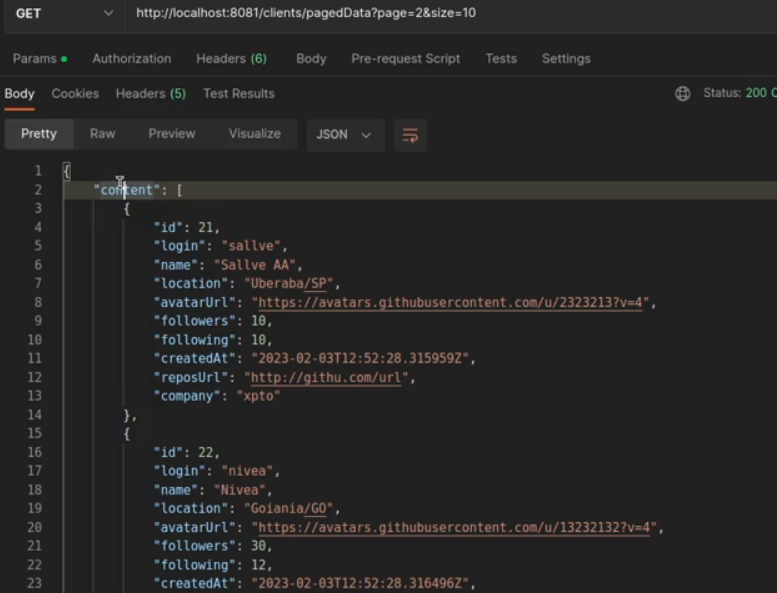 GET http://localhost:8081/clients/pagedData?page=2&size=10
Params Authorization Headers (6) Body Pre-request Script Tests Settings
Body Cookies Headers (5) Test Results Status: 200
Pretty Raw Preview Visualize JSON
1 {
2 "content": [
3 {
4 "id": 21,
5 "login": "sallve",
6 "name": "Sallve AA",
7 "location": "Uberaba/SP",
8 "avatarUrl": "https://avatars.githubusercontent.com/u/2323213?v=4",
9 "followers": 10,
10 "following": 10,
11 "createdAt": "2023-02-03T12:52:28.315959Z",
12 "reposUrl": "http://githu.com/url",
13 "company": "xpto"
14 },
15 {
16 "id": 22,
17 "login": "nivea",
18 "name": "Nivea",
19 "location": "Goiania/GO",
20 "avatarUrl": "https://avatars.githubusercontent.com/u/13232132?v=4",
21 "followers": 30,
22 "following": 12,
23 "createdAt": "2023-02-03T12:52:28.316496Z",